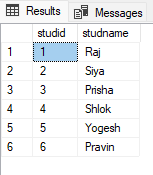 Results Messages
studid studname
1 1 Raj
2 2 Siya
3 3 Prisha
4 4 Shlok
5 5 Yogesh
6 6 Pravin